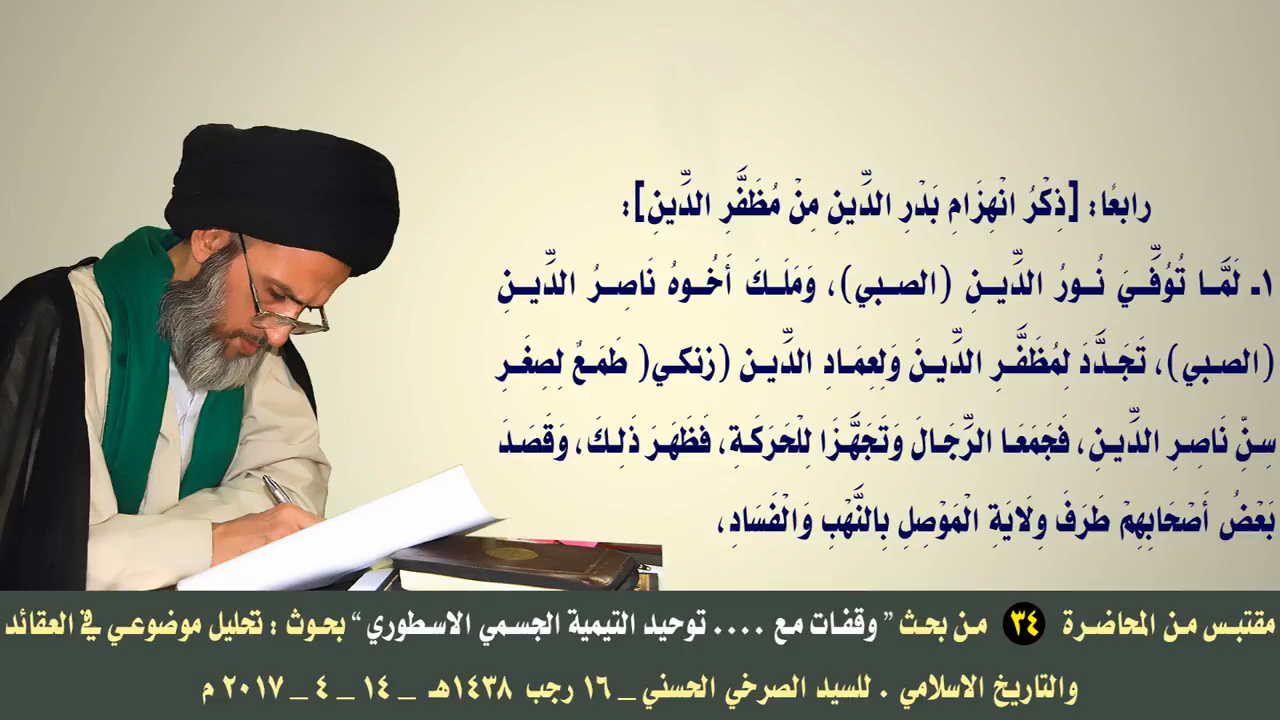 رابعًا: [ذِكْرُ انْهِزَامِ بَدْرِ الدِّينِ مِنْ مُظَفَّرِ الدِّينِ]:
١ـ لَمَّا تُوُفِّيَ نُورُ الدِّينِ (الصبي)، وَمَلَكَ أَخُوهُ نَاصِرُ الدِّينِ
(الصبي)، تَجَدَّدَ لِمُظَفَّرِ الدِّينَ وَلِعِمَادِ الدِّينِ (زنكي( طَمَعٌ لِصِغَرِ
سِنِّ نَاصِرِ الدِّينِ، فَجَمَعَا الرِّجَالَ وَتَجَهَّزَا لِلْحَرَكَةِ، فَظَهَرَ ذَلِكَ، وَقَصَدَ
بَعْضُ أَصْحَابِهِمْ طَرَفَ وِلَايَةِ الْمَوْصِلِ بِالنَّهْبِ وَالْفَسَادِ،
مقتبس من المحاضرة ٣٤ من بحث " وقفات مع .... توحيد التيمية الجسمي الاسطوري " بحوث : تحليل موضوعي في العقائد
والتاريخ الاسلامي . للسيد الصرخي الحسني _ ١٦ رجب ١٤٣٨هـ _ ١٤ _ ٤ _ ٢٠١٧ م